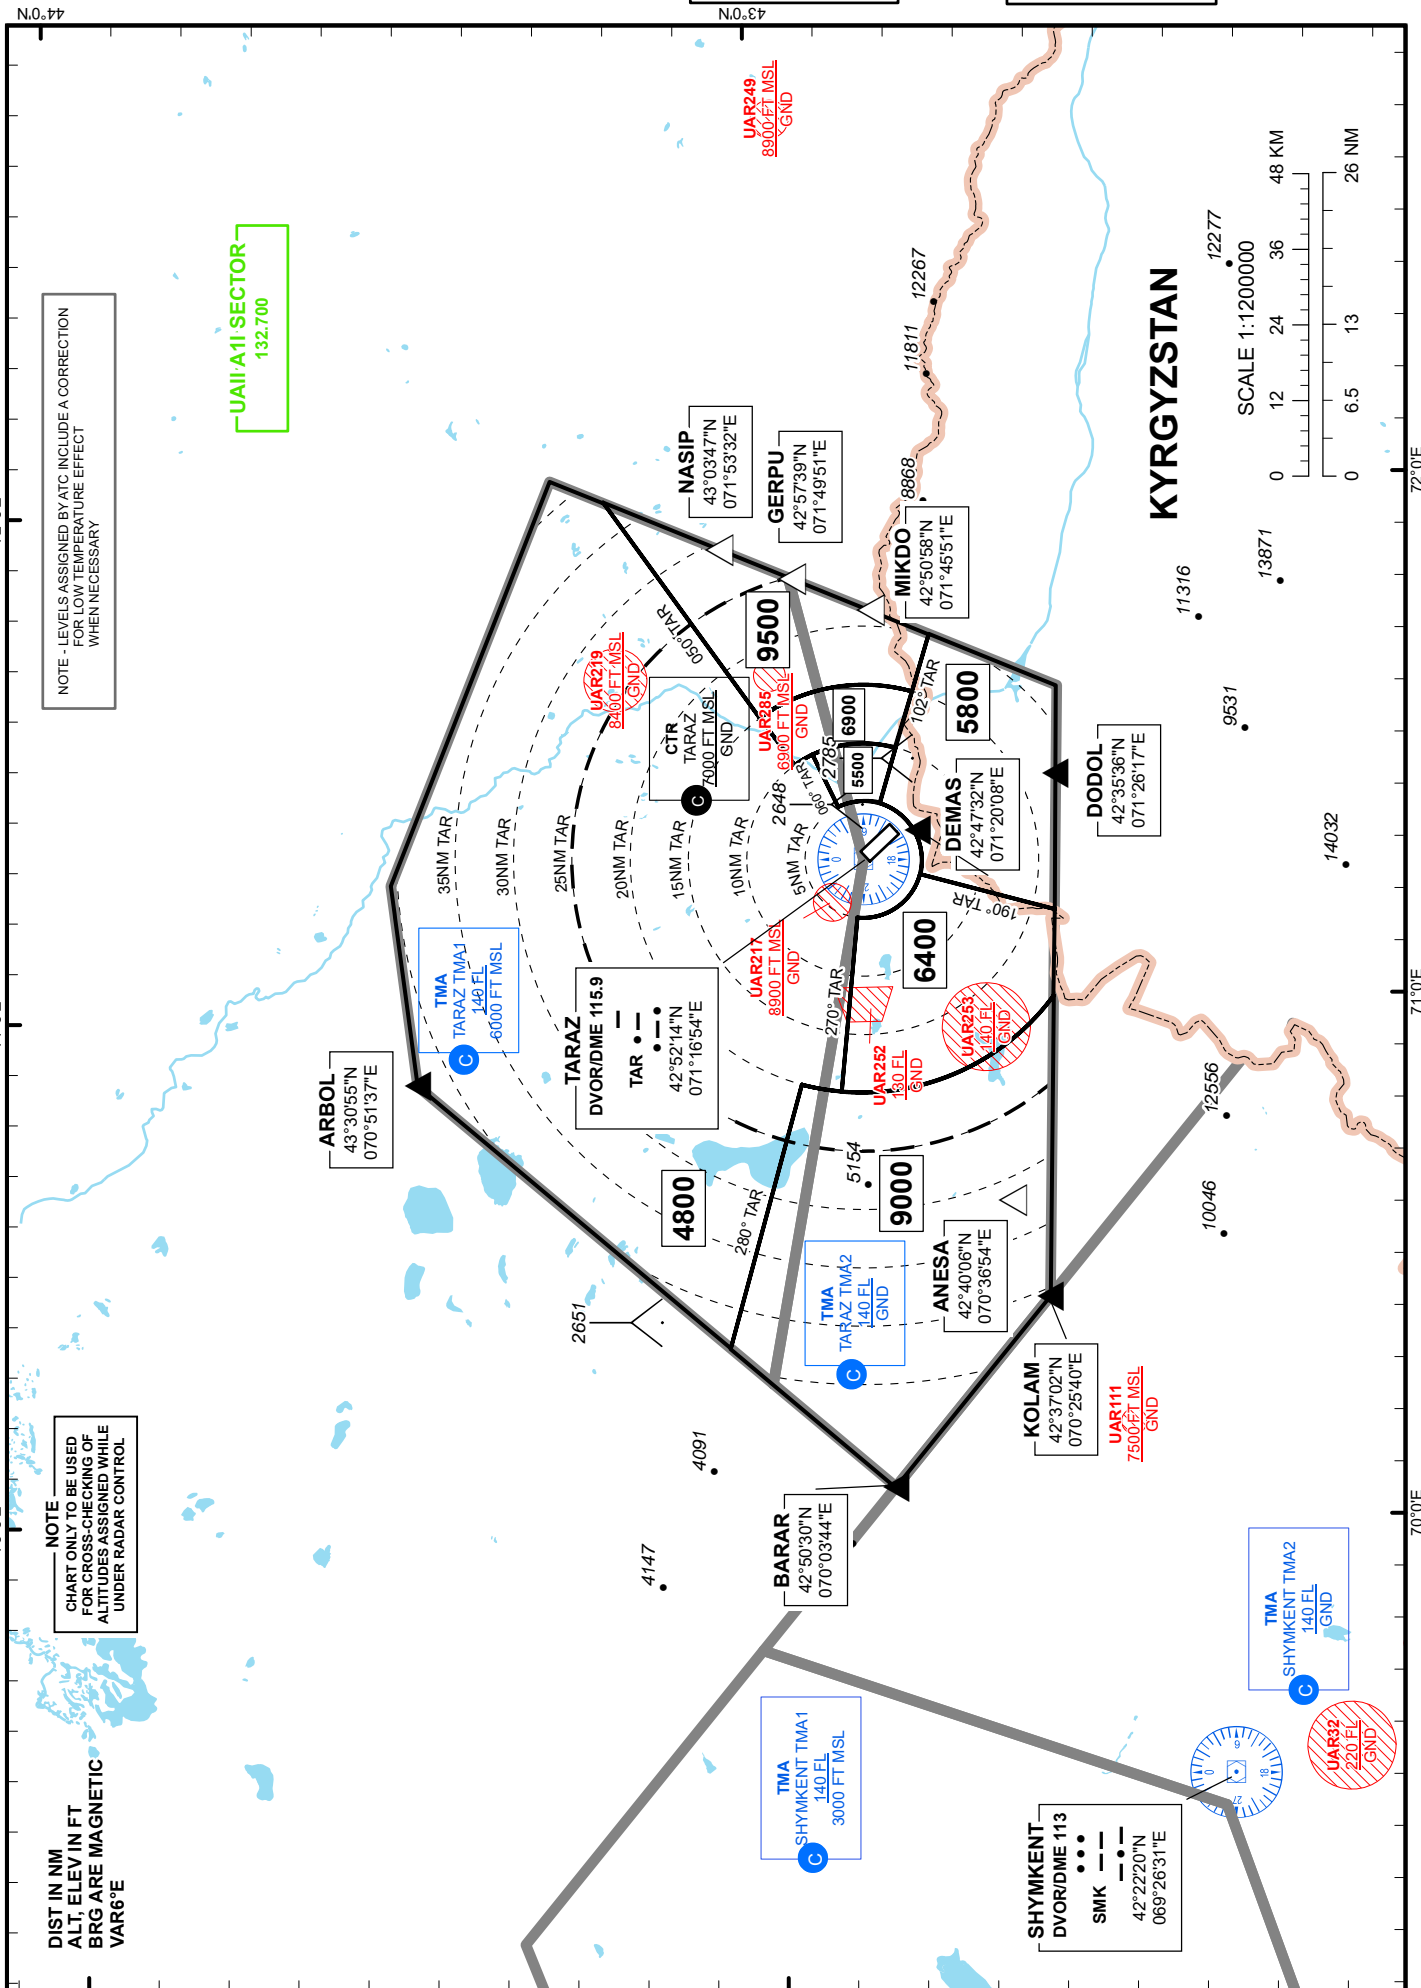 DIST IN NM
ALT, ELEV IN FT
BRG ARE MAGNETIC
VAR6°E
NOTE
CHART ONLY TO BE USED
FOR CROSS-CHECKING OF
ALTITUDES ASSIGNED WHILE
UNDER RADAR CONTROL
NOTE - LEVELS ASSIGNED BY ATC INCLUDE A CORRECTION
FOR LOW TEMPERATURE EFFECT
WHEN NECESSARY
44°0'N
43°0'N
UAII-A1I SECTOR
132.700
ARBOL
43°30'55"N
070°51'37"E
TMA
TARAZ TMA1
140 FL
6000 FT MSL
C
35NM TAR
30NM TAR
25NM TAR
20NM TAR
15NM TAR
10NM TAR
5NM TAR
TARAZ
DVOR/DME 115.9
TAR
42°52'14"N
071°16'54"E
UAR219
8400 FT MSL
GND
050° TAR
CTR
TARAZ
7000 FT MSL
GND
C
NASIP
43°03'47"N
071°53'32"E
GERPU
42°57'39"N
071°49'51"E
UAR249
8900 FT MSL
GND
2651
4800
280° TAR
4091
4147
UAR217
8900 FT MSL
GND
2648
060° TAR
UAR285
6900 FT MSL
GND
9500
2785
6900
5500
0
9
18
270° TAR
5154
9000
UAR252
130 FL
GND
6400
UAR253
140 FL
GND
190° TAR
102° TAR
5800
MIKDO
42°50'58"N
071°45'51"E
8868
11811
12267
DEMAS
42°47'32"N
071°20'08"E
DODOL
42°35'36"N
071°26'17"E
TMA
TARAZ TMA2
140 FL
GND
C
ANESA
42°40'06"N
070°36'54"E
BARAR
42°50'30"N
070°03'44"E
KOLAM
42°37'02"N
070°25'40"E
UAR111
7500 FT MSL
GND
TMA
SHYMKENT TMA1
140 FL
3000 FT MSL
C
SHYMKENT
DVOR/DME 113
SMK
42°22'20"N
069°26'31"E
0
9
18
27
TMA
SHYMKENT TMA2
140 FL
GND
C
UAR32
220 FL
GND
10046
12556
14032
9531
11316
13871
12277
KYRGYZSTAN
SCALE 1:1200000
0 12 24 36 48 KM
0 6.5 13 26 NM
70°0'E
71°0'E
72°0'E